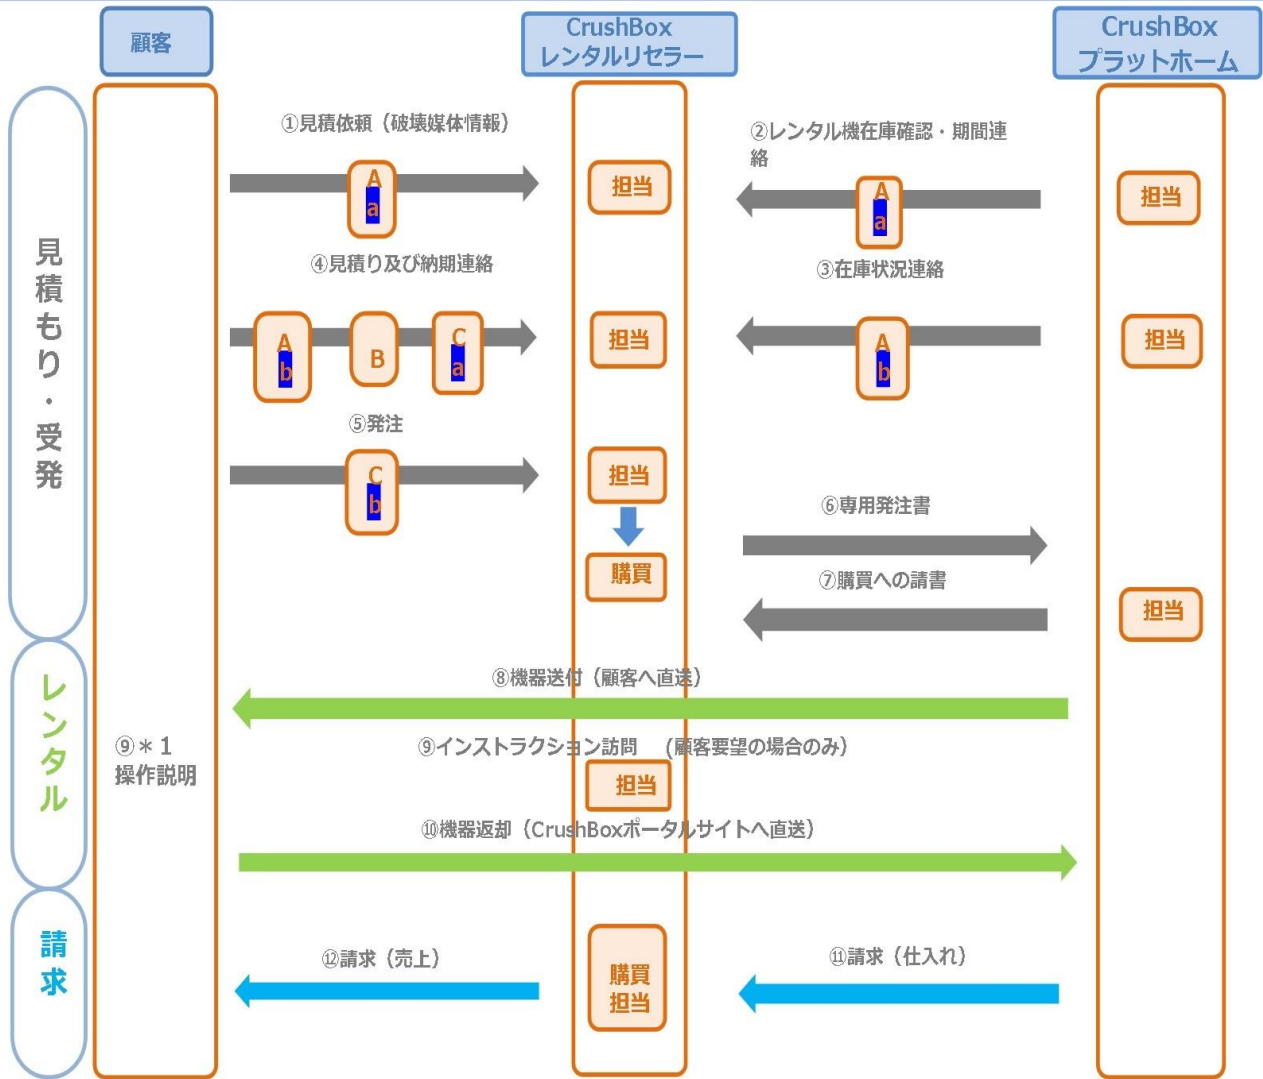 顧客
CrushBox
レンタルリセラー
CrushBox
プラットホーム
見積もり・受発
①見積依頼（破壊媒体情報）
A
a
担当
②レンタル機在庫確認・期間連
絡
A
a
担当
④見積り及び納期連絡
A
b
B
C
a
担当
③在庫状況連絡
A
b
担当
⑤発注
C
b
担当
購買
⑥専用発注書
⑦購買への請書
担当
レンタル
⑧機器送付（顧客へ直送）
⑨＊1
操作説明
⑨インストラクション訪問　(顧客要望の場合のみ）
担当
⑩機器返却（CrushBoxポータルサイトへ直送）
請求
⑫請求（売上）
購買
担当
⑪請求（仕入れ）